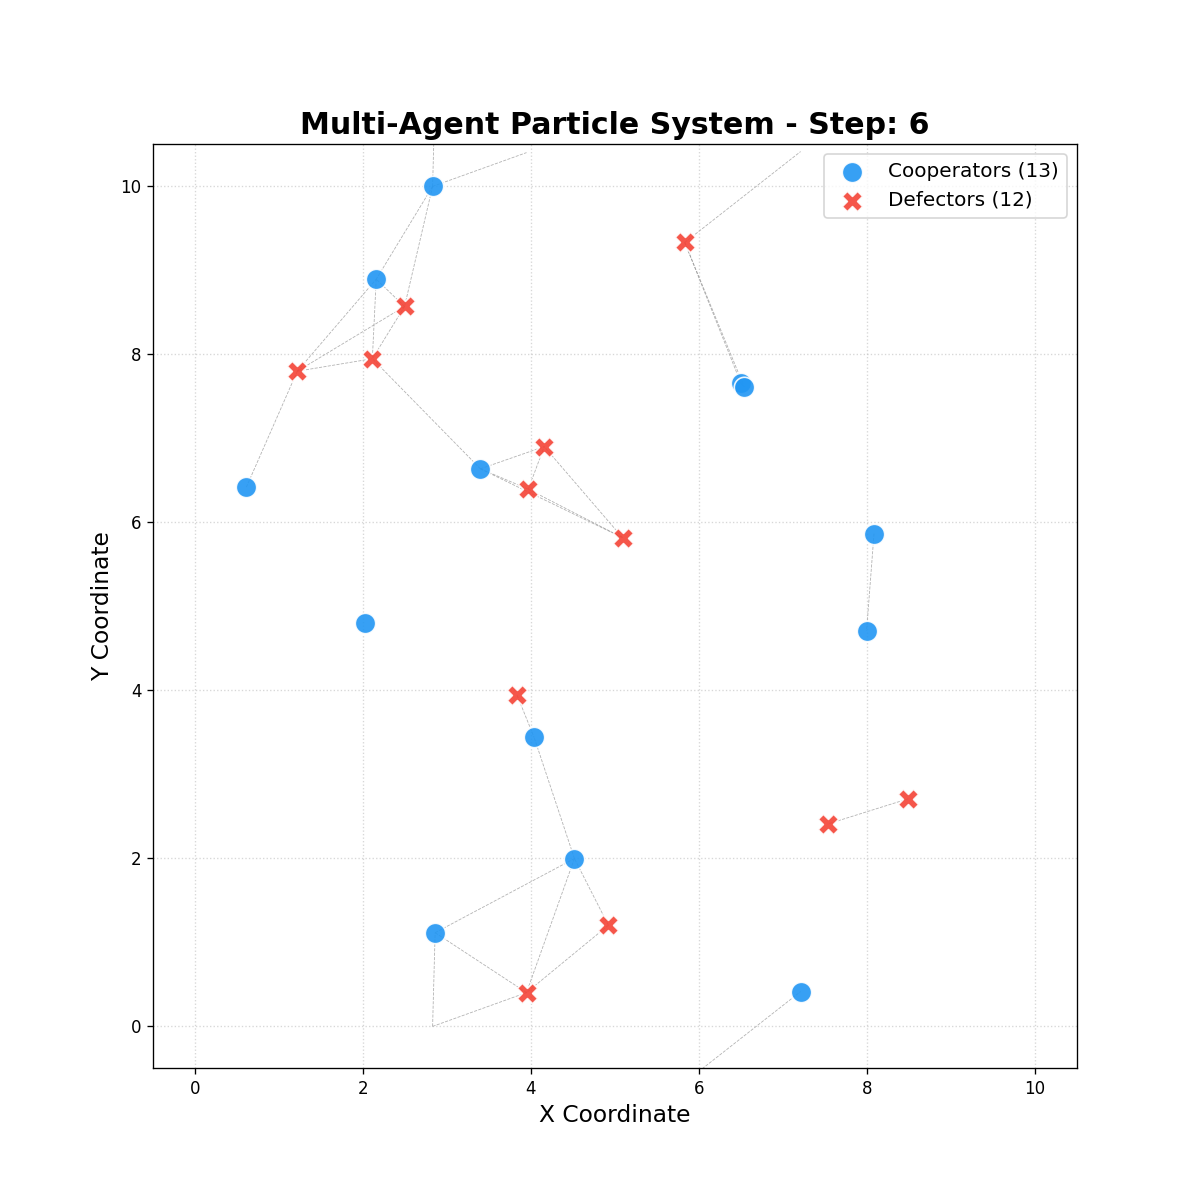 Multi-Agent Particle System - Step: 6
Cooperators (13)
Defectors (12)
10
8
6
4
2
0
Y Coordinate
0 2 4 6 8 10
X Coordinate